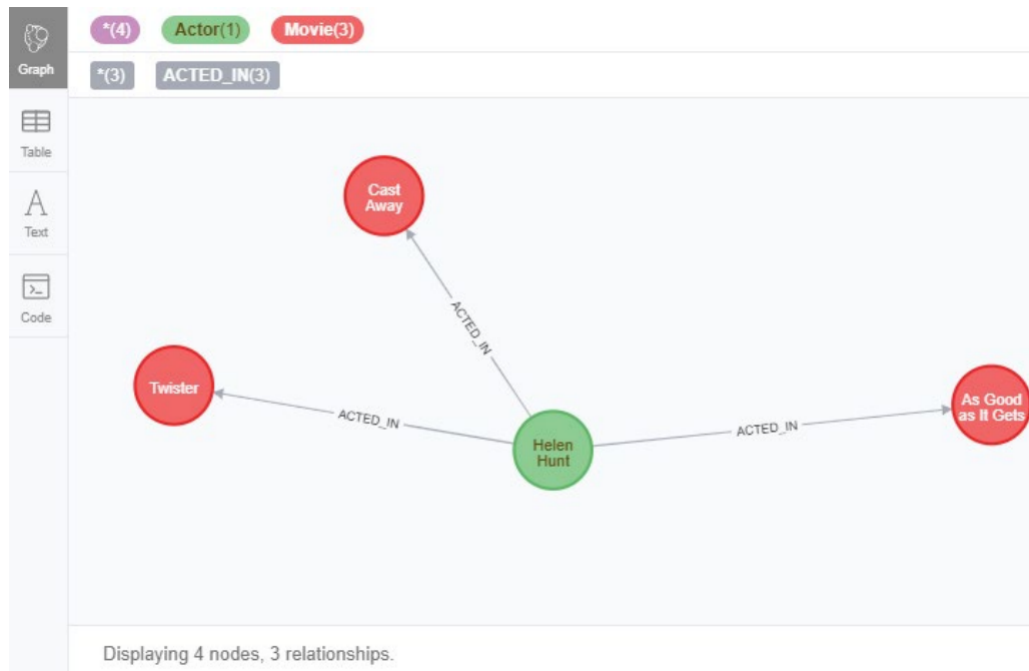 *(4) Actor(1) Movie(3)
Graph
*(3) ACTED_IN(3)
Table
A
Text
>_
Code
Cast
Away
ACTED_IN
Twister
ACTED_IN
Helen
Hunt
ACTED_IN
As Good
as It Gets
Displaying 4 nodes, 3 relationships.